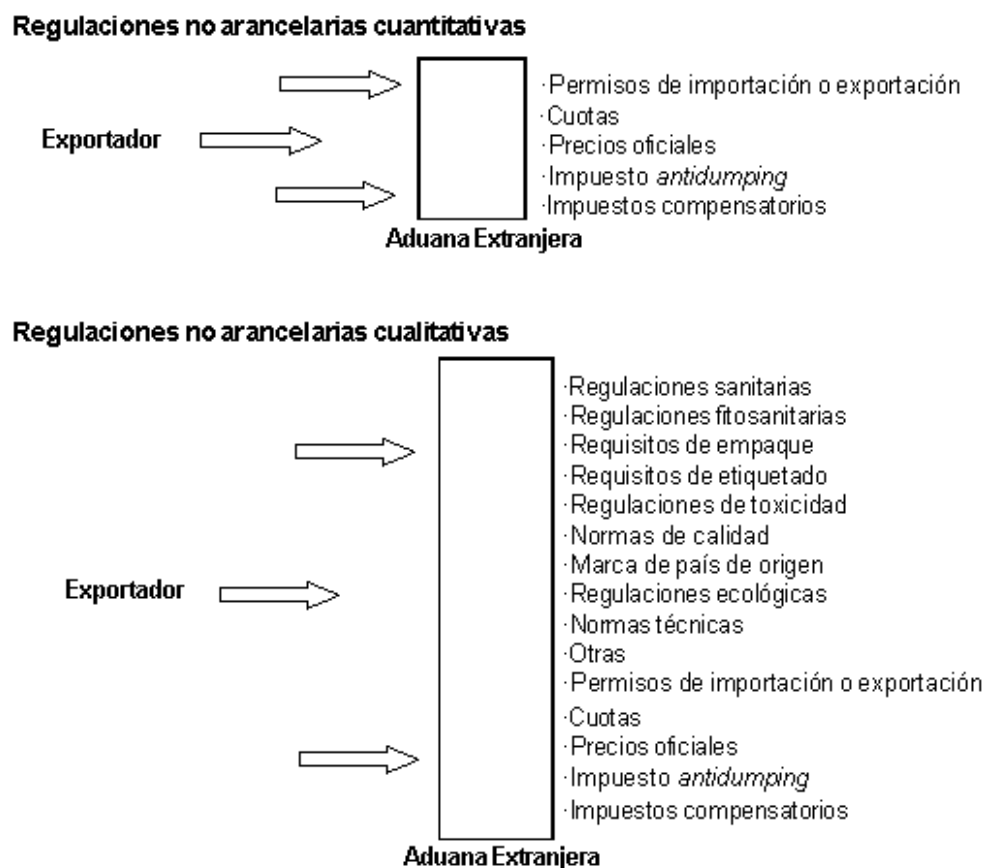 Regulaciones no arancelarias cuantitativas
Exportador
·Permisos de importación o exportación
·Cuotas
·Precios oficiales
·Impuesto antidumping
·Impuestos compensatorios
Aduana Extranjera
Regulaciones no arancelarias cualitativas
Exportador
·Regulaciones sanitarias
·Regulaciones fitosanitarias
·Requisitos de empaque
·Requisitos de etiquetado
·Regulaciones de toxicidad
·Normas de calidad
·Marca de país de origen
·Regulaciones ecológicas
·Normas técnicas
·Otras
·Permisos de importación o exportación
·Cuotas
·Precios oficiales
·Impuesto antidumping
·Impuestos compensatorios
Aduana Extranjera